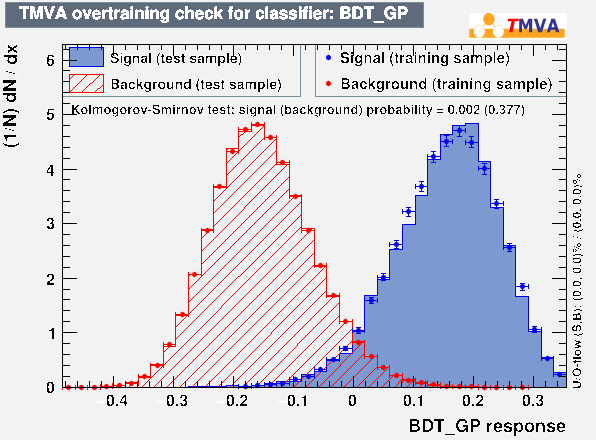 TMVA overtraining check for classifier: BDT_GP
TMVA
Signal (test sample)
Signal (training sample)
Background (test sample)
Background (training sample)
Kolmogorov-Smirnov test: signal (background) probability = 0.002 (0.377)
(1/N) dN / dx
6
5
4
3
2
1
0
-0.4 -0.3 -0.2 -0.1 0 0.1 0.2 0.3
BDT_GP response
U/O-flow (S,B): (0.0, 0.0)% / (0.0, 0.0)%